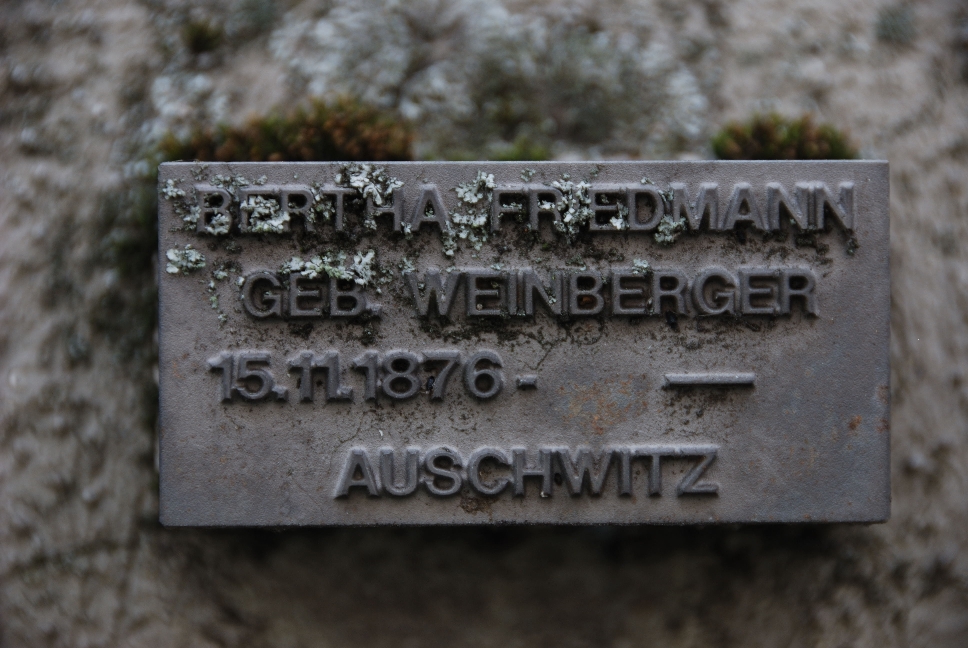 BERTHA FRIEDMANN
GEB. WEINBERGER
15.11.1876 - —
AUSCHWITZ